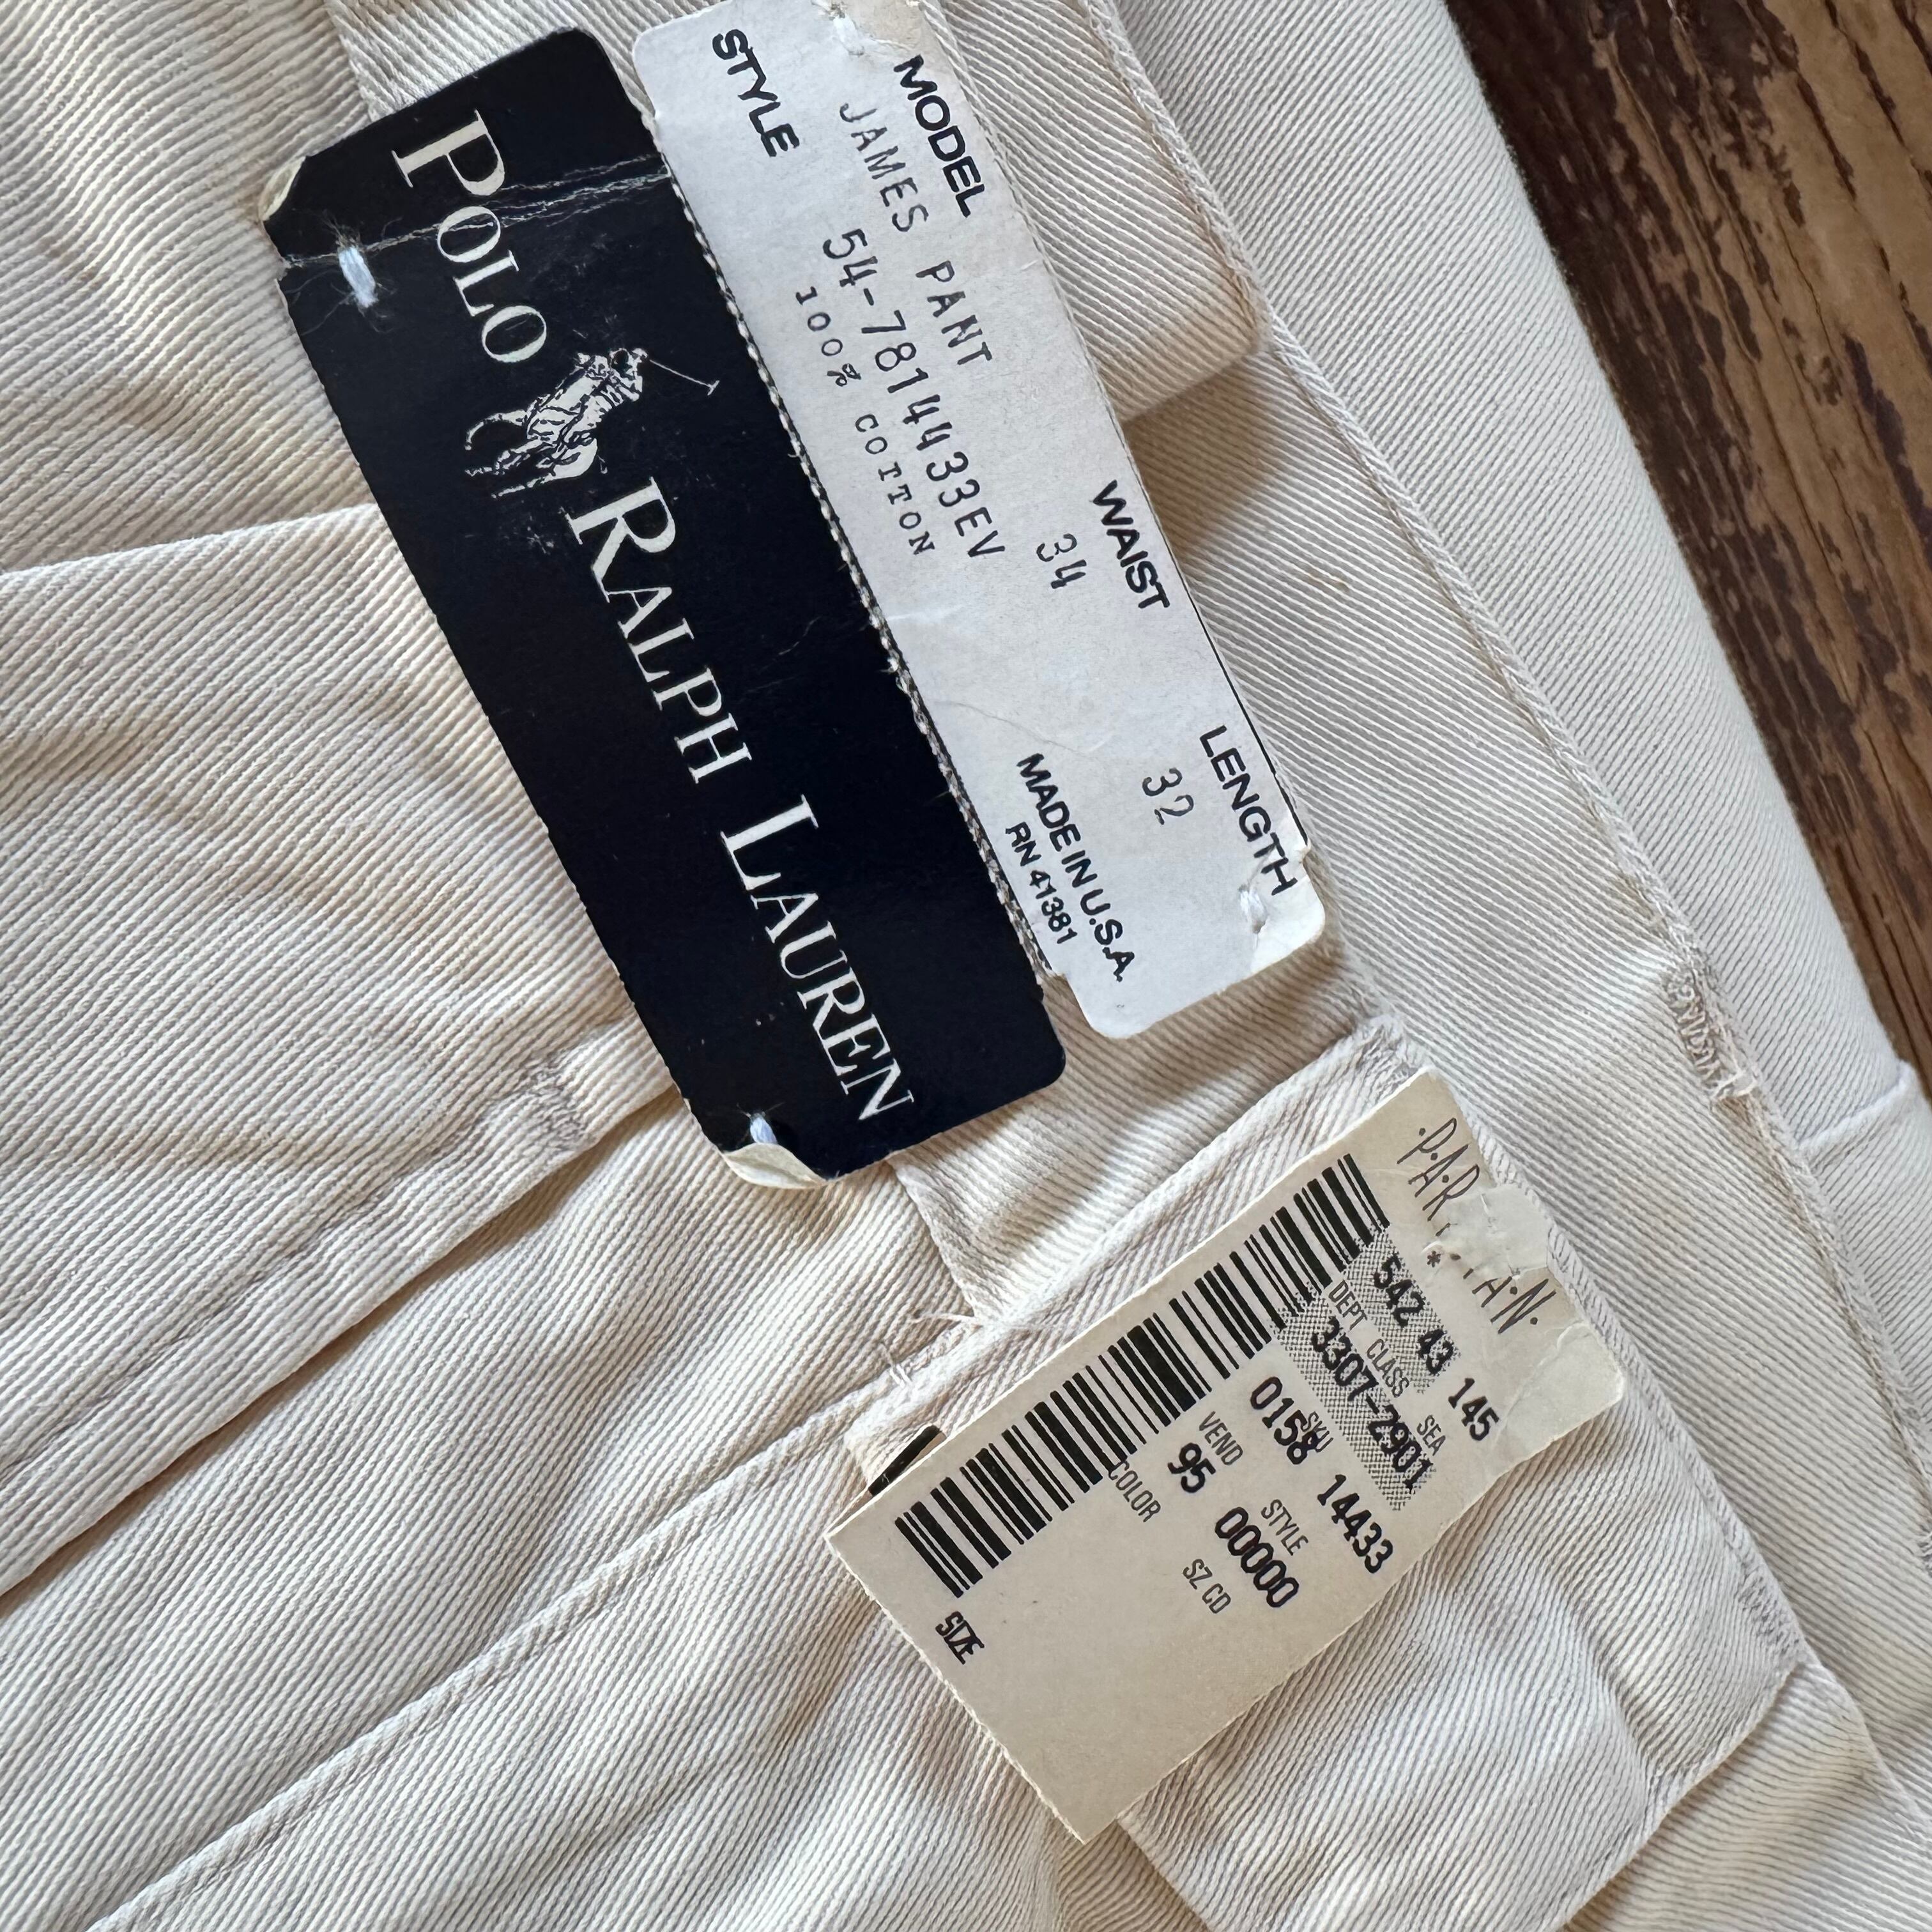 POLO RALPH LAUREN
MODEL WAIST LENGTH
JAMES PANT 34 32
STYLE 54-7814433EV
100% COTTON
MADE IN U.S.A.
RN 41381
542 43 145
DEPT CLASS SEA
3307-2901
SKU
0158 14433
VEND STYLE
95 00000
COLOR SZ CD
SIZE